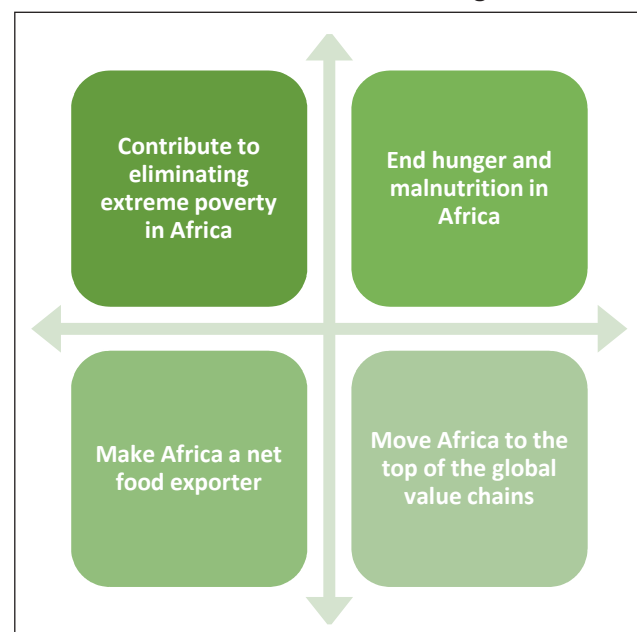 Contribute to
eliminating
extreme poverty
in Africa
End hunger and
malnutrition in
Africa
Make Africa a net
food exporter
Move Africa to the
top of the global
value chains